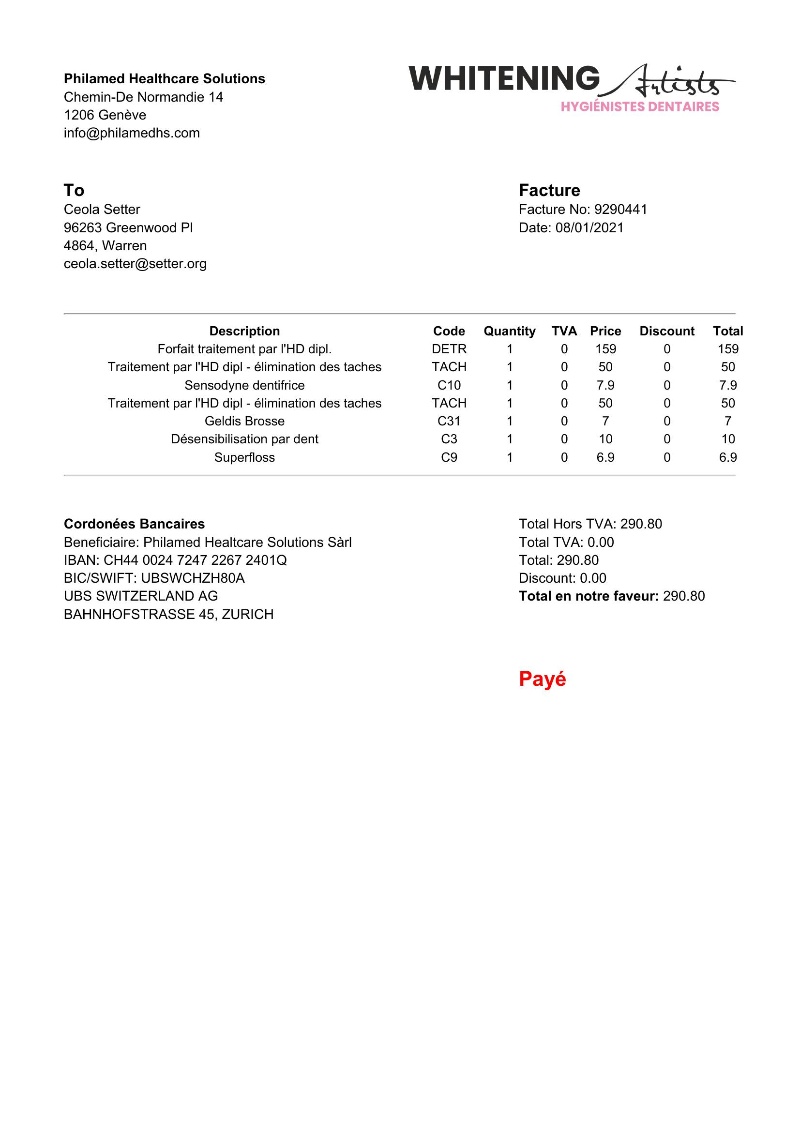 Philamed Healthcare Solutions
Chemin-De Normandie 14
1206 Genève
info@philamedhs.com
WHITENING Artists
HYGIÉNISTES DENTAIRES
To
Ceola Setter
96263 Greenwood Pl
4864, Warren
ceola.setter@setter.org
Facture
Facture No: 9290441
Date: 08/01/2021
Description Code Quantity TVA Price Discount Total
Forfait traitement par l'HD dipl. DETR 1 0 159 0 159
Traitement par l'HD dipl - élimination des taches TACH 1 0 50 0 50
Sensodyne dentifrice C10 1 0 7.9 0 7.9
Traitement par l'HD dipl - élimination des taches TACH 1 0 50 0 50
Geldis Brosse C31 1 0 7 0 7
Désensibilisation par dent C3 1 0 10 0 10
Superfloss C9 1 0 6.9 0 6.9
Cordonées Bancaires
Beneficiaire: Philamed Healtcare Solutions Sàrl
IBAN: CH44 0024 7247 2267 2401Q
BIC/SWIFT: UBSWCHZH80A
UBS SWITZERLAND AG
BAHNHOFSTRASSE 45, ZURICH
Total Hors TVA: 290.80
Total TVA: 0.00
Total: 290.80
Discount: 0.00
Total en notre faveur: 290.80
Payé